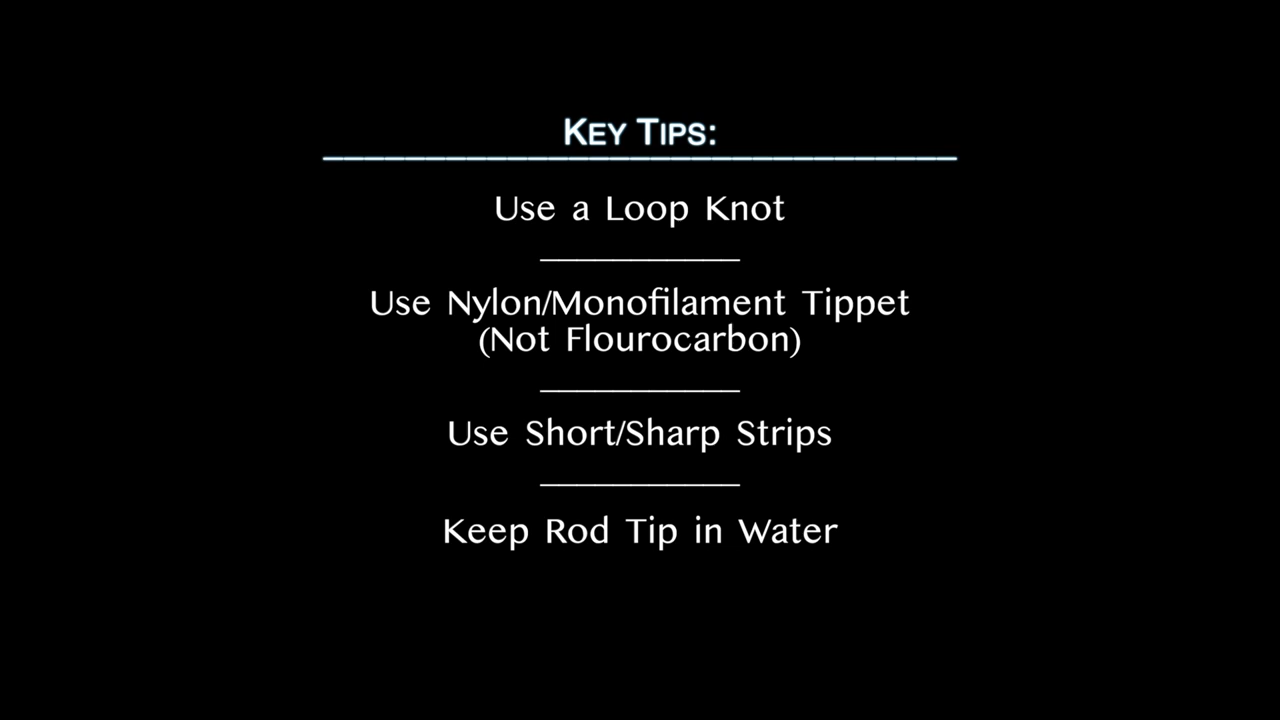 KEY TIPS:
Use a Loop Knot
Use Nylon/Monofilament Tippet
(Not Flourocarbon)
Use Short/Sharp Strips
Keep Rod Tip in Water